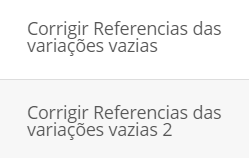 Corrigir Referencias das
variações vazias
Corrigir Referencias das
variações vazias 2